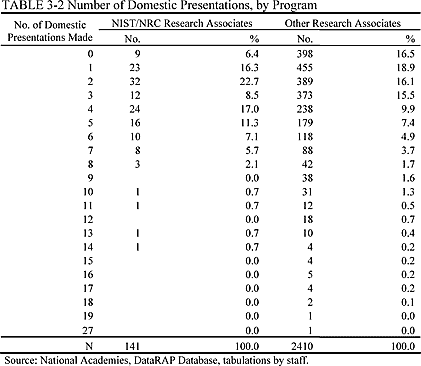 TABLE 3-2 Number of Domestic Presentations, by Program
No. of Domestic Presentations Made NIST/NRC Research Associates Other Research Associates
No. % No. %
0 9 6.4 398 16.5
1 23 16.3 455 18.9
2 32 22.7 389 16.1
3 12 8.5 373 15.5
4 24 17.0 238 9.9
5 16 11.3 179 7.4
6 10 7.1 118 4.9
7 8 5.7 88 3.7
8 3 2.1 42 1.7
9 0.0 38 1.6
10 1 0.7 31 1.3
11 1 0.7 12 0.5
12 0.0 18 0.7
13 1 0.7 10 0.4
14 1 0.7 4 0.2
15 0.0 4 0.2
16 0.0 5 0.2
17 0.0 4 0.2
18 0.0 2 0.1
19 0.0 1 0.0
27 0.0 1 0.0
N 141 100.0 2410 100.0
Source: National Academies, DataRAP Database, tabulations by staff.